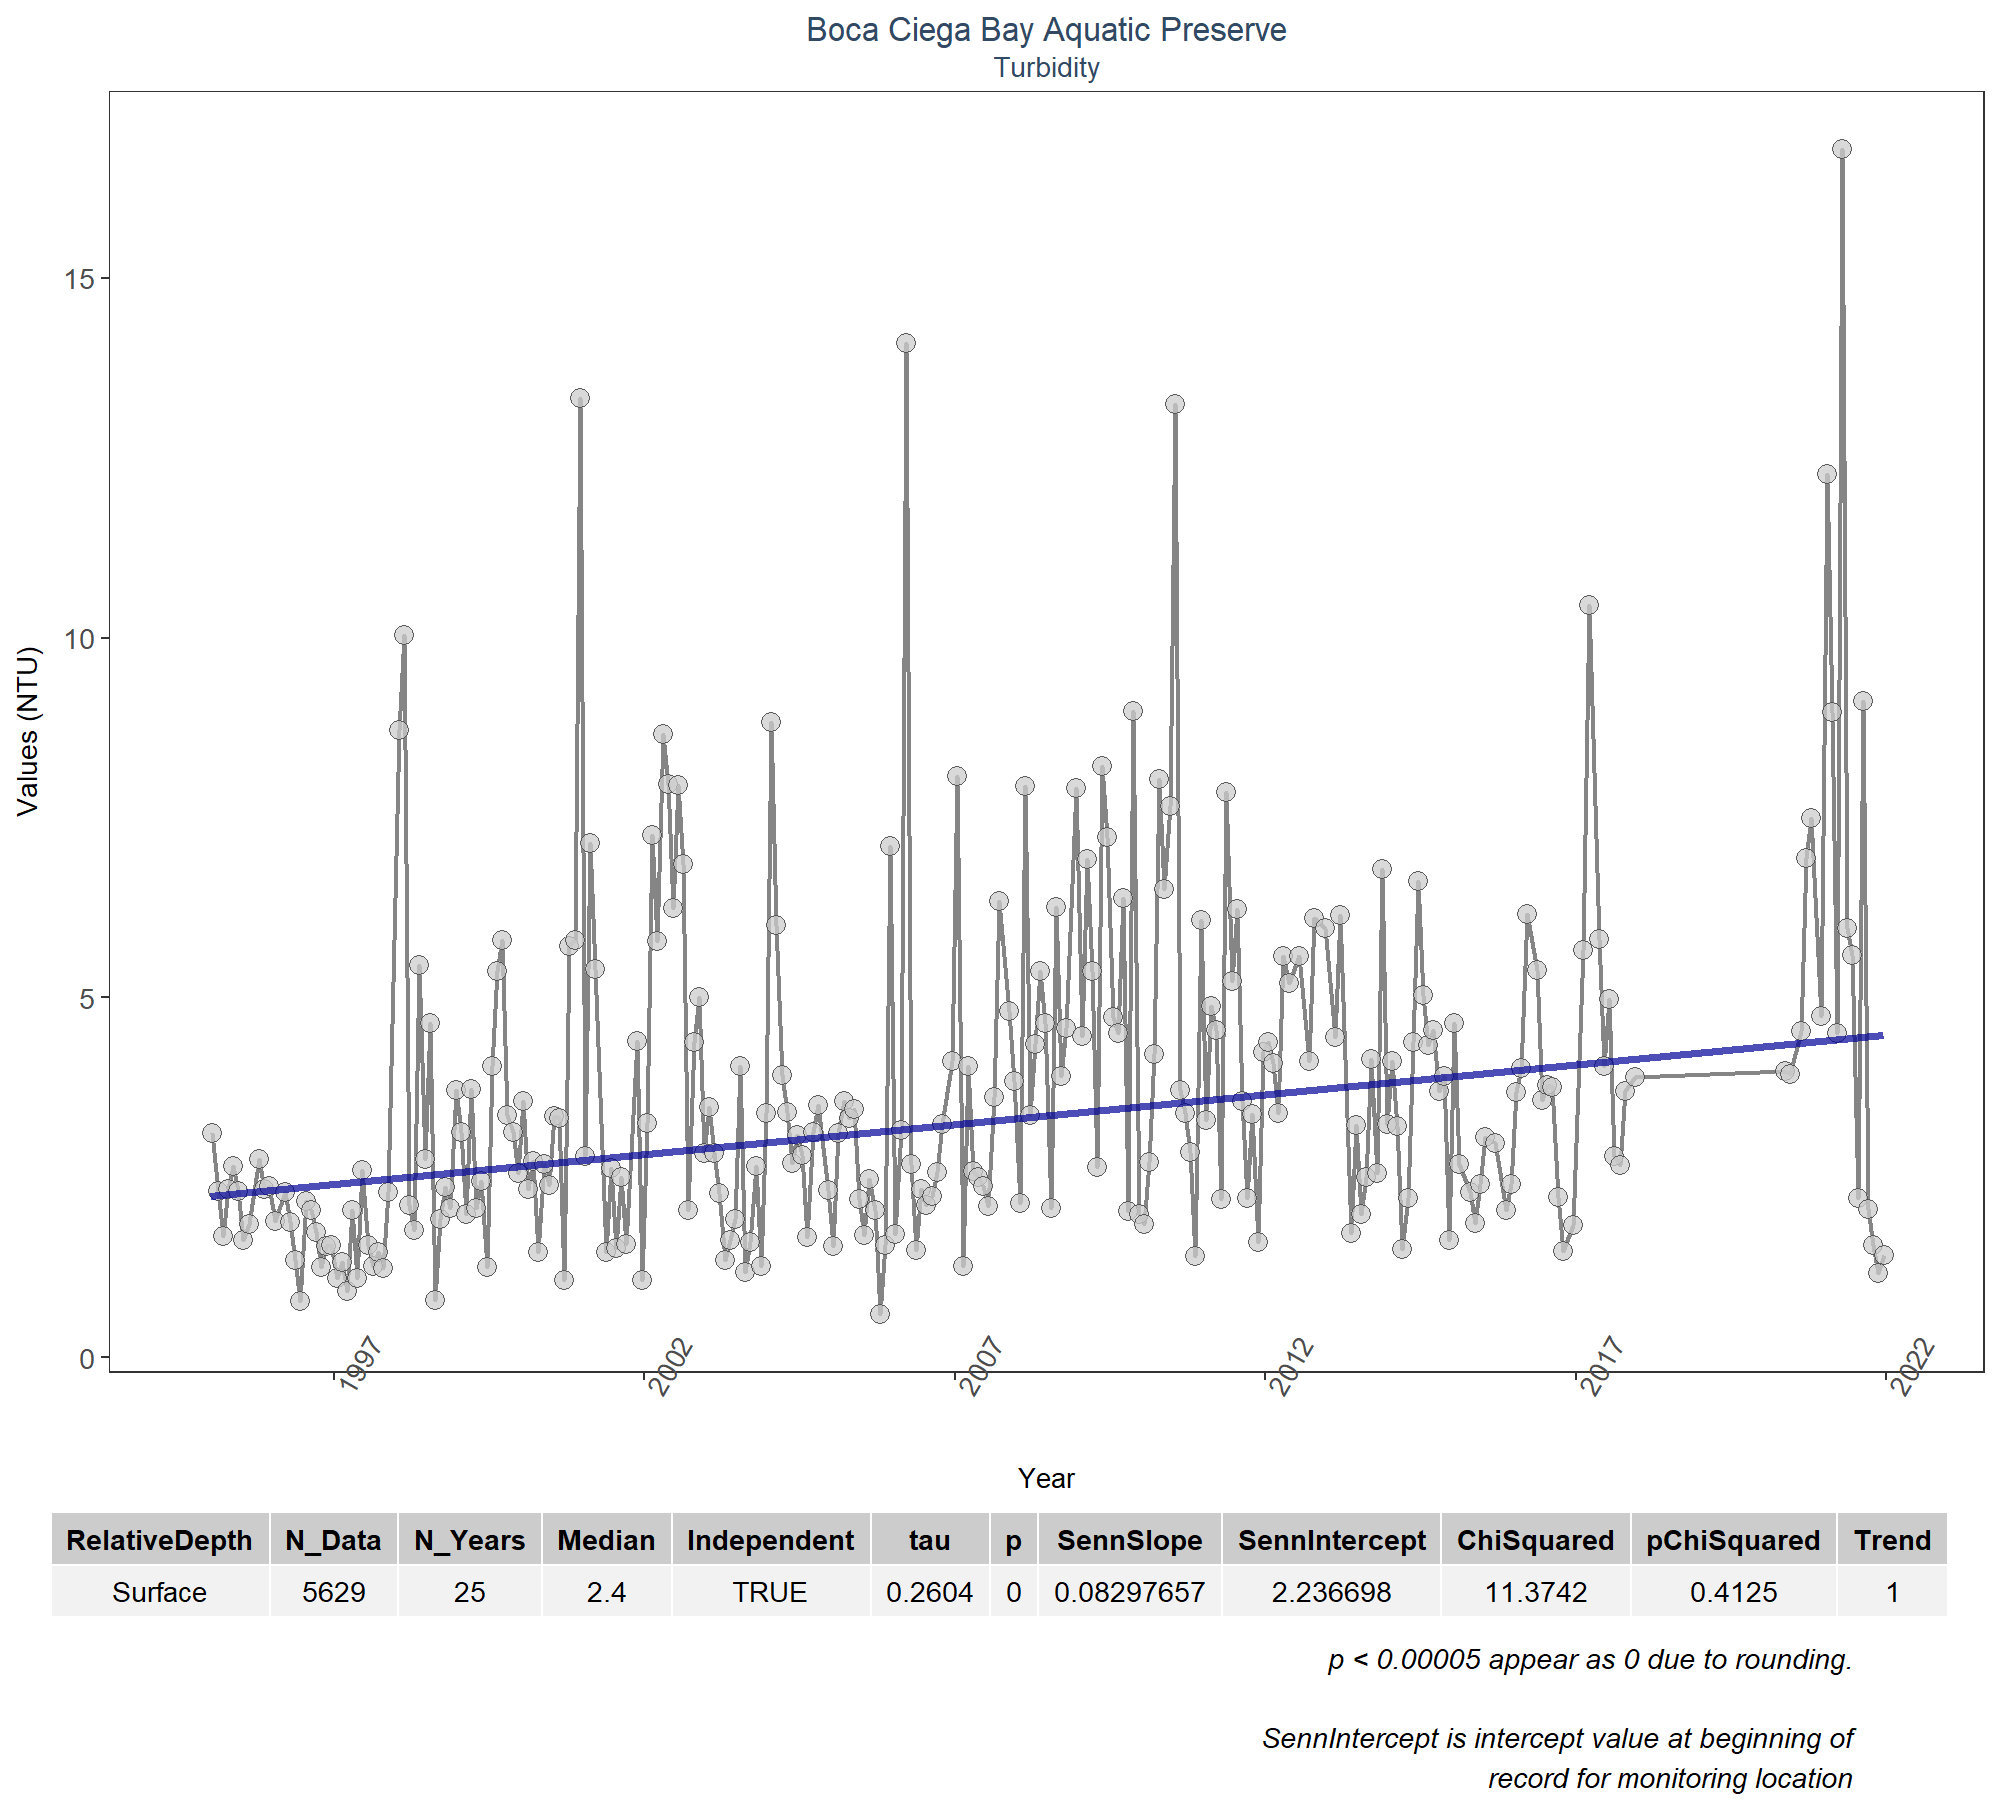 Boca Ciega Bay Aquatic Preserve
Turbidity
Values (NTU)
15
10
5
0
1997 2002 2007 2012 2017 2022
Year
RelativeDepth N_Data N_Years Median Independent tau p SennSlope SennIntercept ChiSquared pChiSquared Trend
Surface 5629 25 2.4 TRUE 0.2604 0 0.08297657 2.236698 11.3742 0.4125 1
p < 0.00005 appear as 0 due to rounding.
SennIntercept is intercept value at beginning of
record for monitoring location